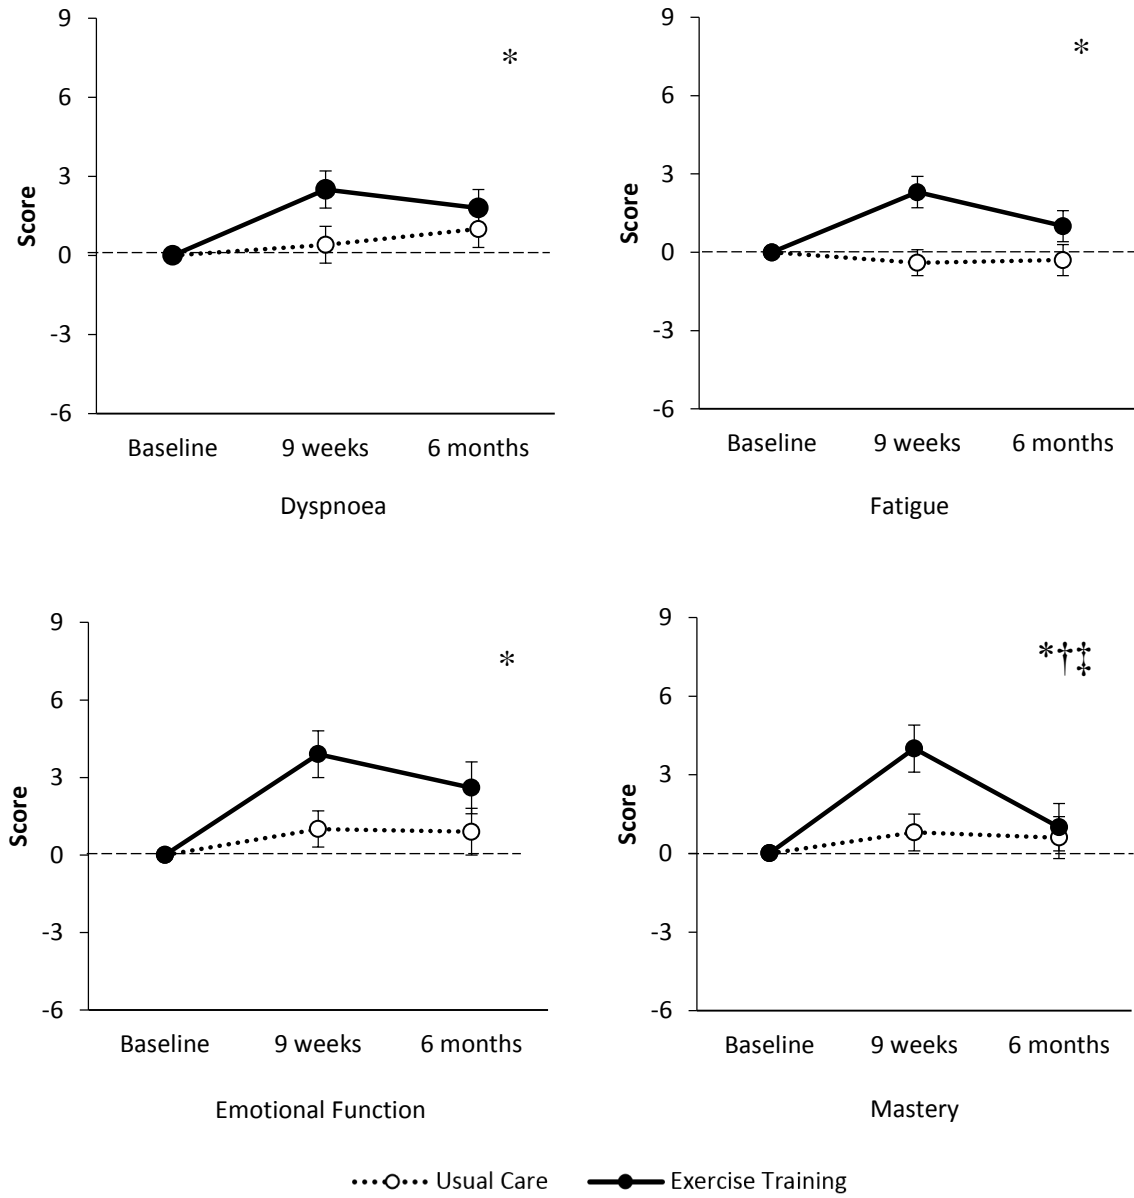 9
6
3
0
-3
-6
Score
*
Baseline 9 weeks 6 months
Dyspnoea
9
6
3
0
-3
-6
Score
*
Baseline 9 weeks 6 months
Fatigue
9
6
3
0
-3
-6
Score
*
Baseline 9 weeks 6 months
Emotional Function
9
6
3
0
-3
-6
Score
*†‡
Baseline 9 weeks 6 months
Mastery
Usual Care Exercise Training